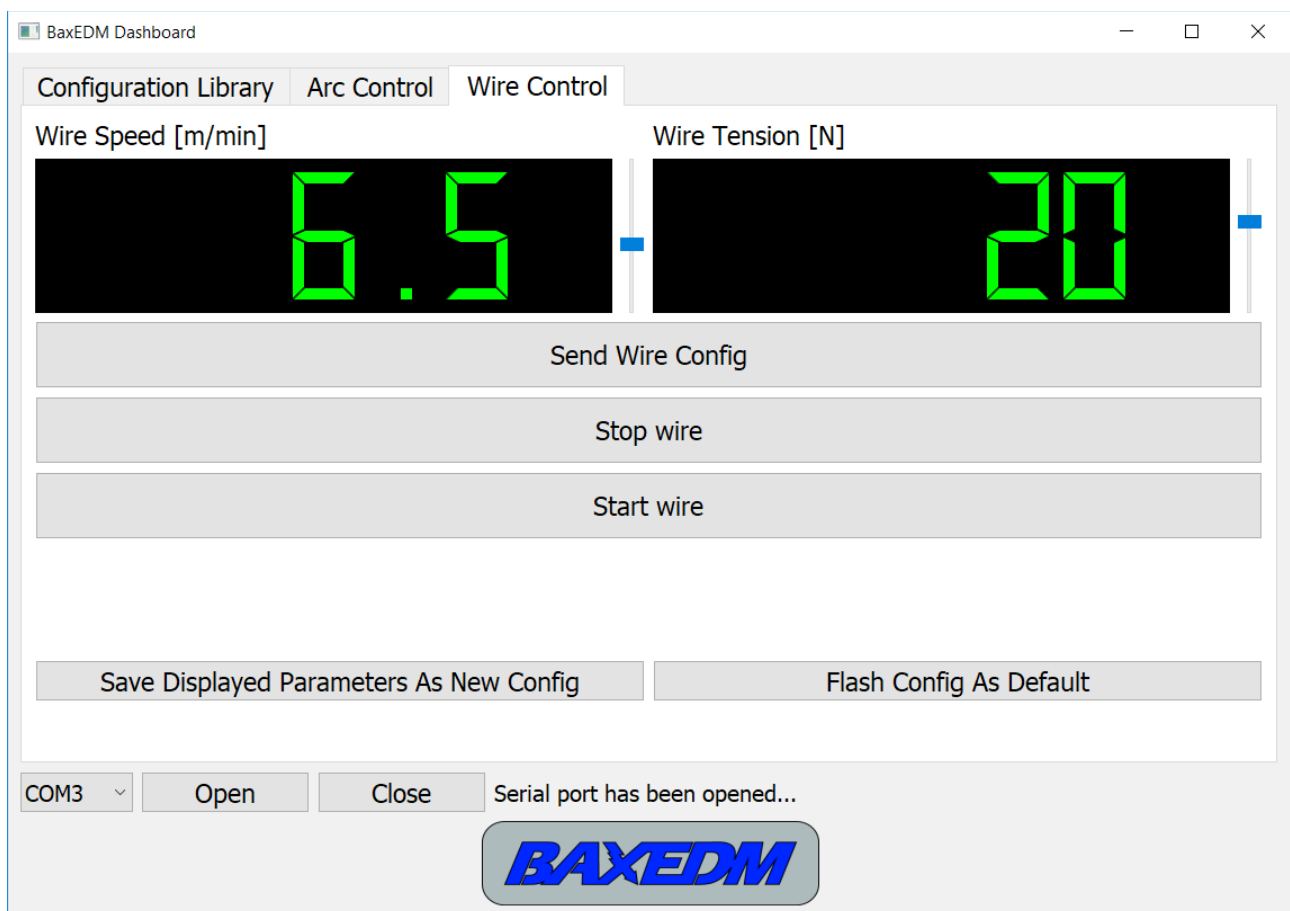 BaxEDM Dashboard
Configuration Library Arc Control Wire Control
Wire Speed [m/min] Wire Tension [N]
6.5 20
Send Wire Config
Stop wire
Start wire
Save Displayed Parameters As New Config Flash Config As Default
COM3 Open Close Serial port has been opened...
BAXEDM